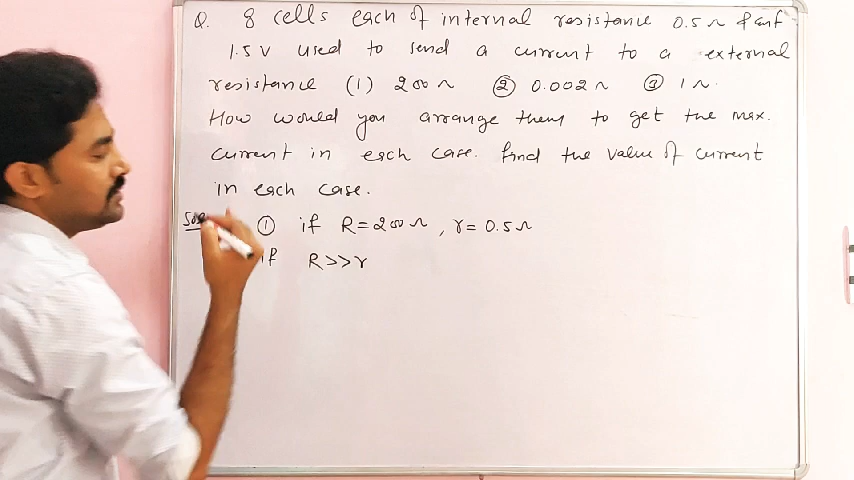 Q. 8 cells each of internal resistance 0.5 Ω & emf
1.5 V used to send a current to a external
resistance (1) 200 Ω ② 0.002 Ω ③ 1 Ω.
How would you arrange them to get the max.
current in each case. find the value of current
in each case.
① if R = 200 Ω, r = 0.5 Ω
if R >> r